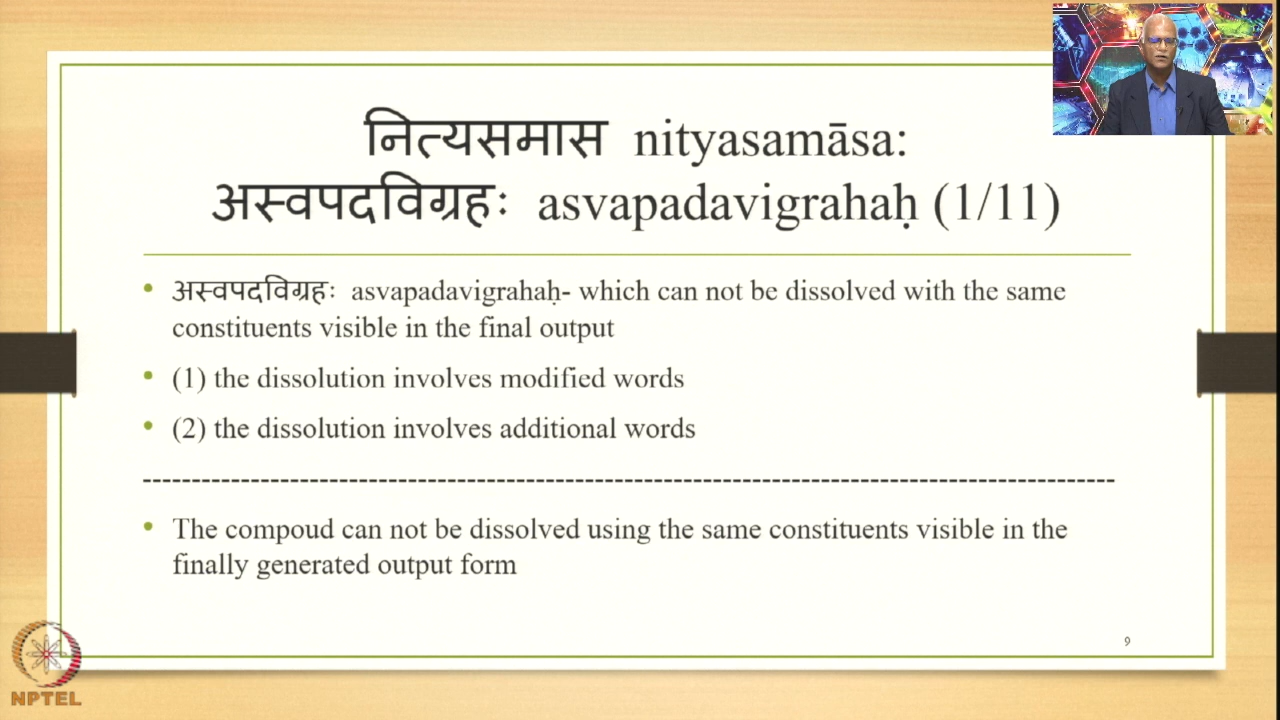 नित्यसमास nityasamāsa:
अस्वपदविग्रहः asvapadavigrahaḥ (1/11)
• अस्वपदविग्रहः asvapadavigrahaḥ- which can not be dissolved with the same
constituents visible in the final output
• (1) the dissolution involves modified words
• (2) the dissolution involves additional words
--------------------------------------------------------------------------------------------
• The compoud can not be dissolved using the same constituents visible in the
finally generated output form
9
NPTEL